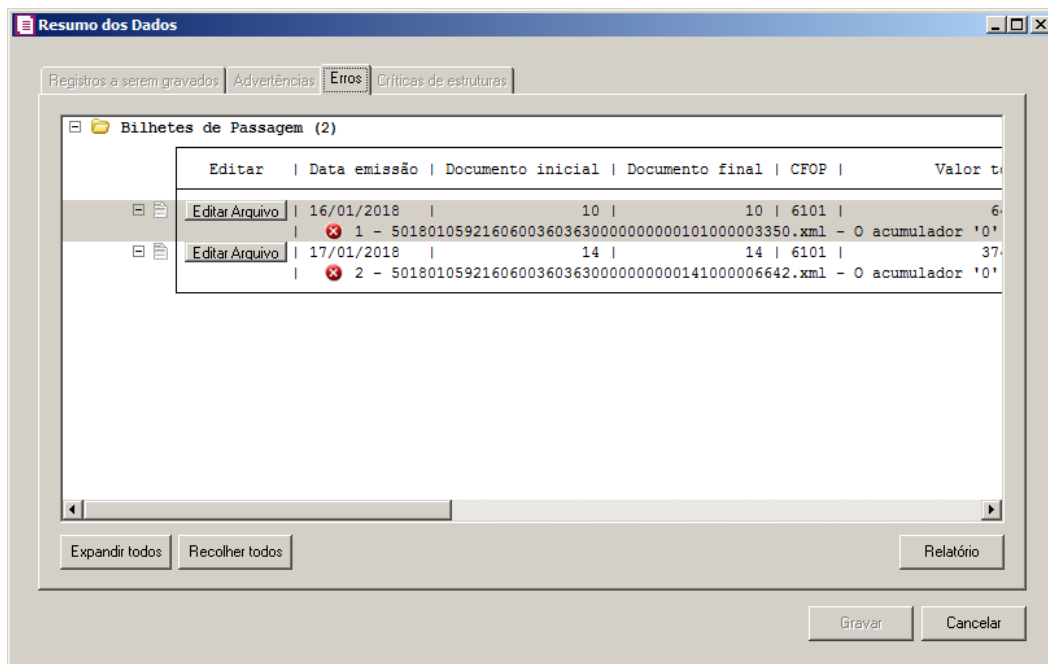 Resumo dos Dados
Registros a serem gravados Advertências Erros Críticas de estruturas
Bilhetes de Passagem (2)
Editar | Data emissão | Documento inicial | Documento final | CFOP | Valor
Editar Arquivo | 16/01/2018 | 10 | 10 | 6101 |
| 1 - 50180105921606003603630000000000101000003350.xml - O acumulador '0'
Editar Arquivo | 17/01/2018 | 14 | 14 | 6101 | 37
| 2 - 50180105921606003603630000000000141000006642.xml - O acumulador '0'
Expandir todos Recolher todos Relatório
Gravar Cancelar